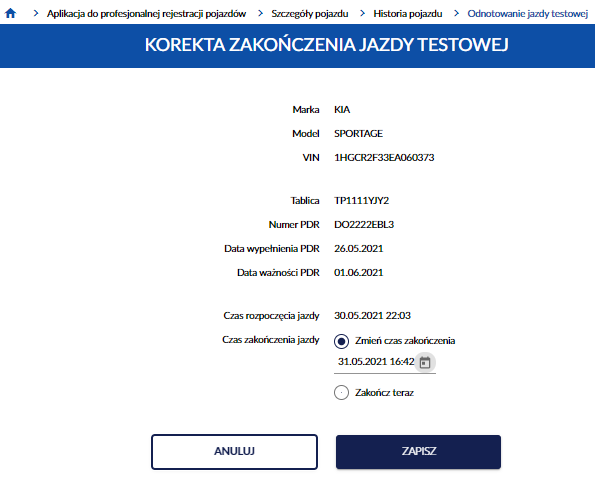 Aplikacja do profesjonalnej rejestracji pojazdów > Szczegóły pojazdu > Historia pojazdu > Odnotowanie jazdy testowej
KOREKTA ZAKOŃCZENIA JAZDY TESTOWEJ
Marka KIA
Model SPORTAGE
VIN 1HGCR2F33EA060373
Tablica TP1111YJY2
Numer PDR DO2222EBL3
Data wypełnienia PDR 26.05.2021
Data ważności PDR 01.06.2021
Czas rozpoczęcia jazdy 30.05.2021 22:03
Czas zakończenia jazdy Zmień czas zakończenia
31.05.2021 16:42
Zakończ teraz
ANULUJ ZAPISZ